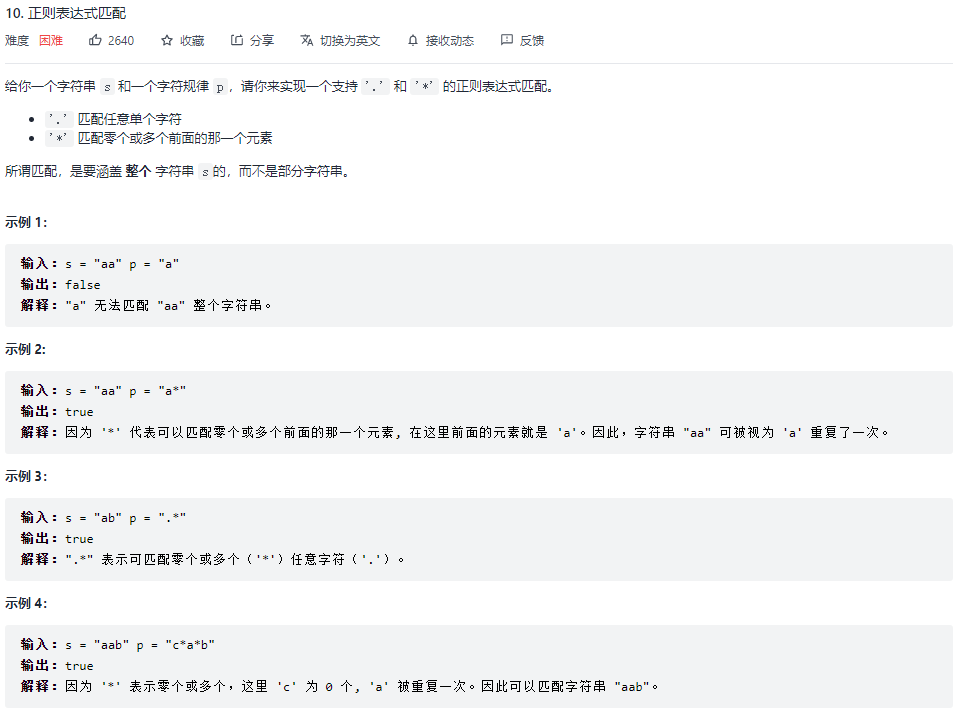 10. 正则表达式匹配
难度 困难 2640 收藏 分享 切换为英文 接收动态 反馈
给你一个字符串 s 和一个字符规律 p，请你来实现一个支持 '.' 和 '*' 的正则表达式匹配。
• '.' 匹配任意单个字符
• '*' 匹配零个或多个前面的那一个元素
所谓匹配，是要涵盖 整个 字符串 s 的，而不是部分字符串。
示例 1：
输入：s = "aa" p = "a"
输出：false
解释："a" 无法匹配 "aa" 整个字符串。
示例 2:
输入：s = "aa" p = "a*"
输出：true
解释：因为 '*' 代表可以匹配零个或多个前面的那一个元素, 在这里前面的元素就是 'a'。因此，字符串 "aa" 可被视为 'a' 重复了一次。
示例 3：
输入：s = "ab" p = ".*"
输出：true
解释：".*" 表示可匹配零个或多个（'*'）任意字符（'.'）。
示例 4：
输入：s = "aab" p = "c*a*b"
输出：true
解释：因为 '*' 表示零个或多个，这里 'c' 为 0 个, 'a' 被重复一次。因此可以匹配字符串 "aab"。